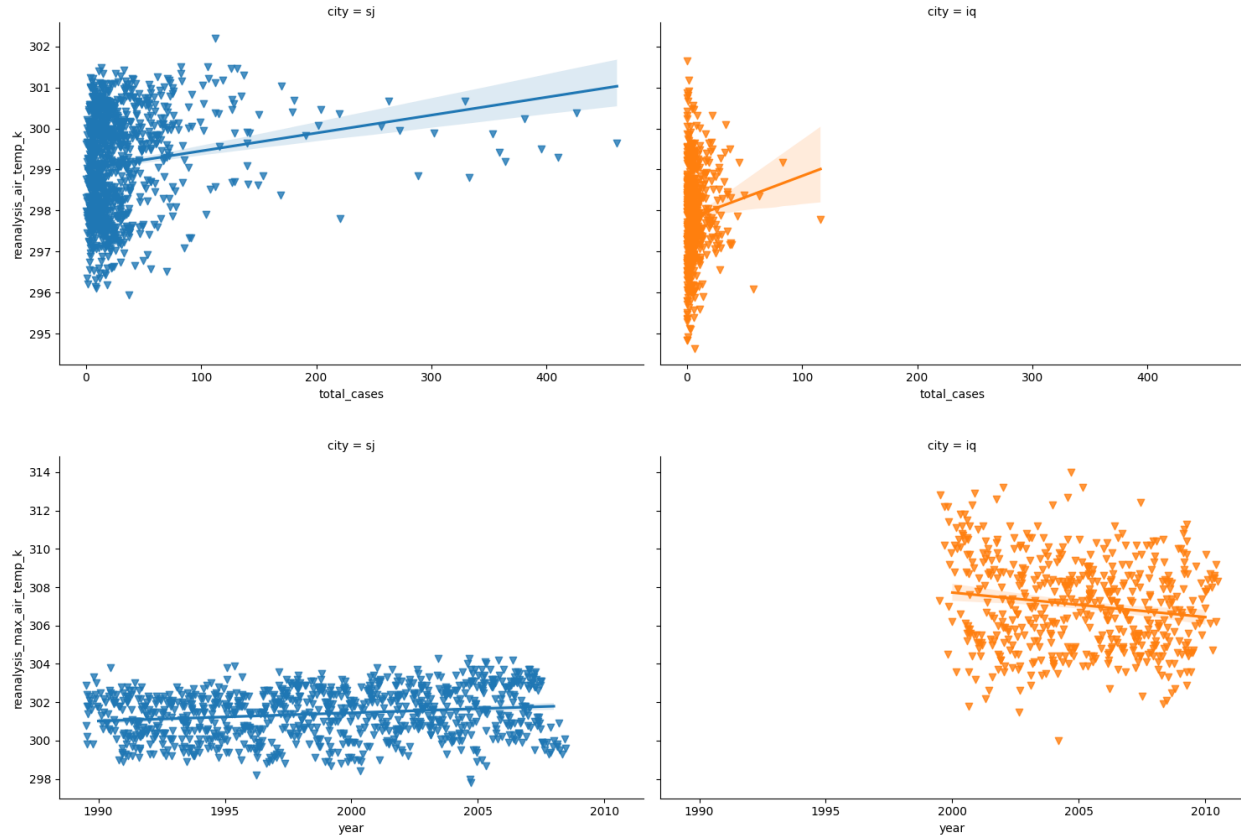 city = sj
city = iq
reanalysis_air_temp_k
302
301
300
299
298
297
296
295
0 100 200 300 400
total_cases
0 100 200 300 400
total_cases
city = sj
city = iq
reanalysis_max_air_temp_k
314
312
310
308
306
304
302
300
298
1990 1995 2000 2005 2010
year
1990 1995 2000 2005 2010
year